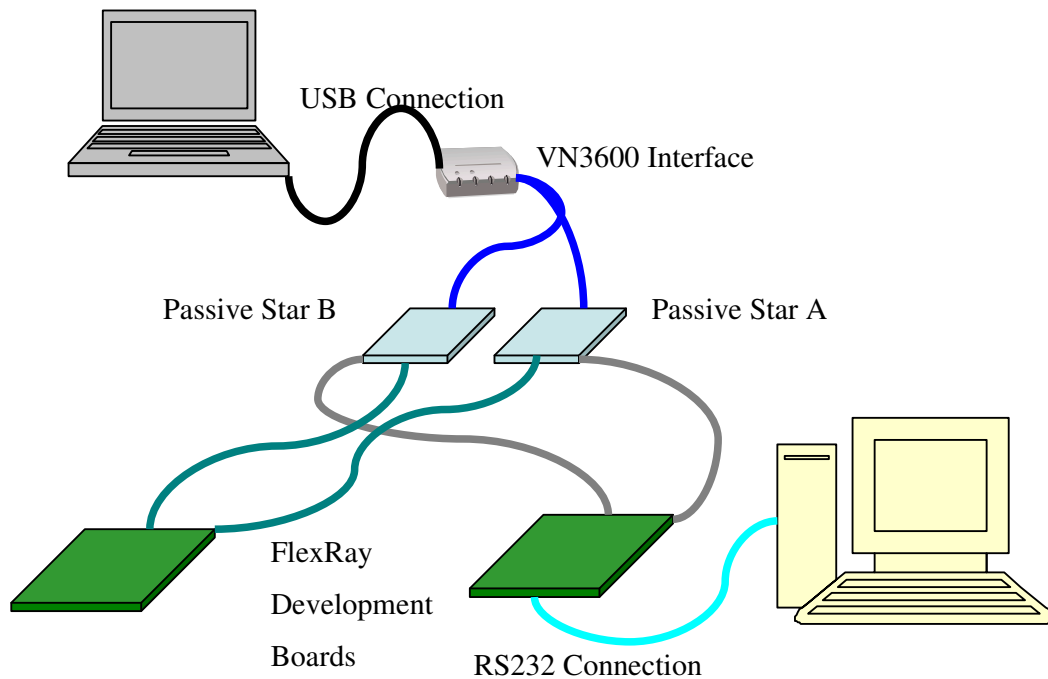 USB Connection
VN3600 Interface
Passive Star B
Passive Star A
FlexRay
Development
Boards
RS232 Connection